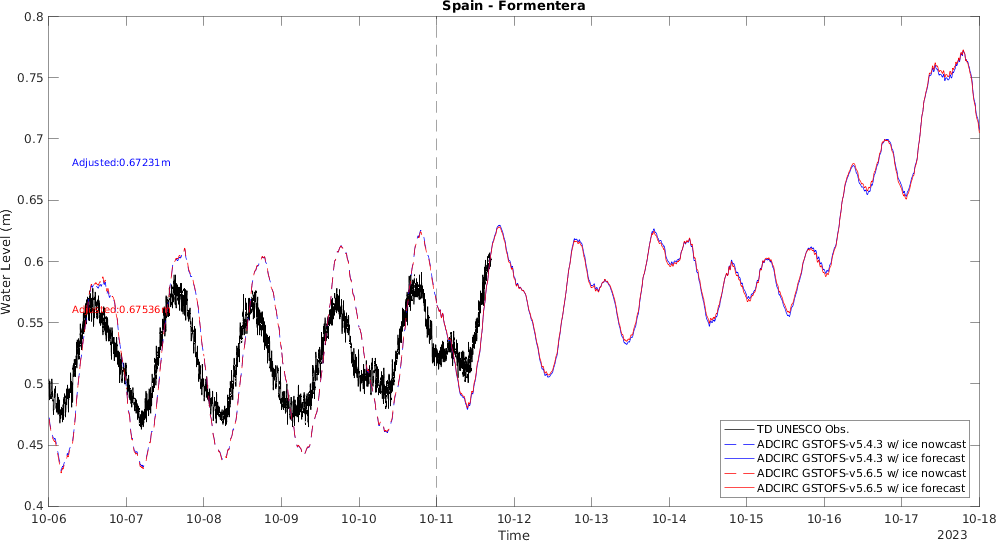 Spain - Formentera
0.8
0.75
0.7
0.65
0.6
0.55
0.5
0.45
0.4
Water Level (m)
Adjusted:0.67231m
Adjusted:0.67536m
TD UNESCO Obs.
ADCIRC GSTOFS-v5.4.3 w/ ice nowcast
ADCIRC GSTOFS-v5.4.3 w/ ice forecast
ADCIRC GSTOFS-v5.6.5 w/ ice nowcast
ADCIRC GSTOFS-v5.6.5 w/ ice forecast
10-06 10-07 10-08 10-09 10-10 10-11 10-12 10-13 10-14 10-15 10-16 10-17 10-18
Time
2023